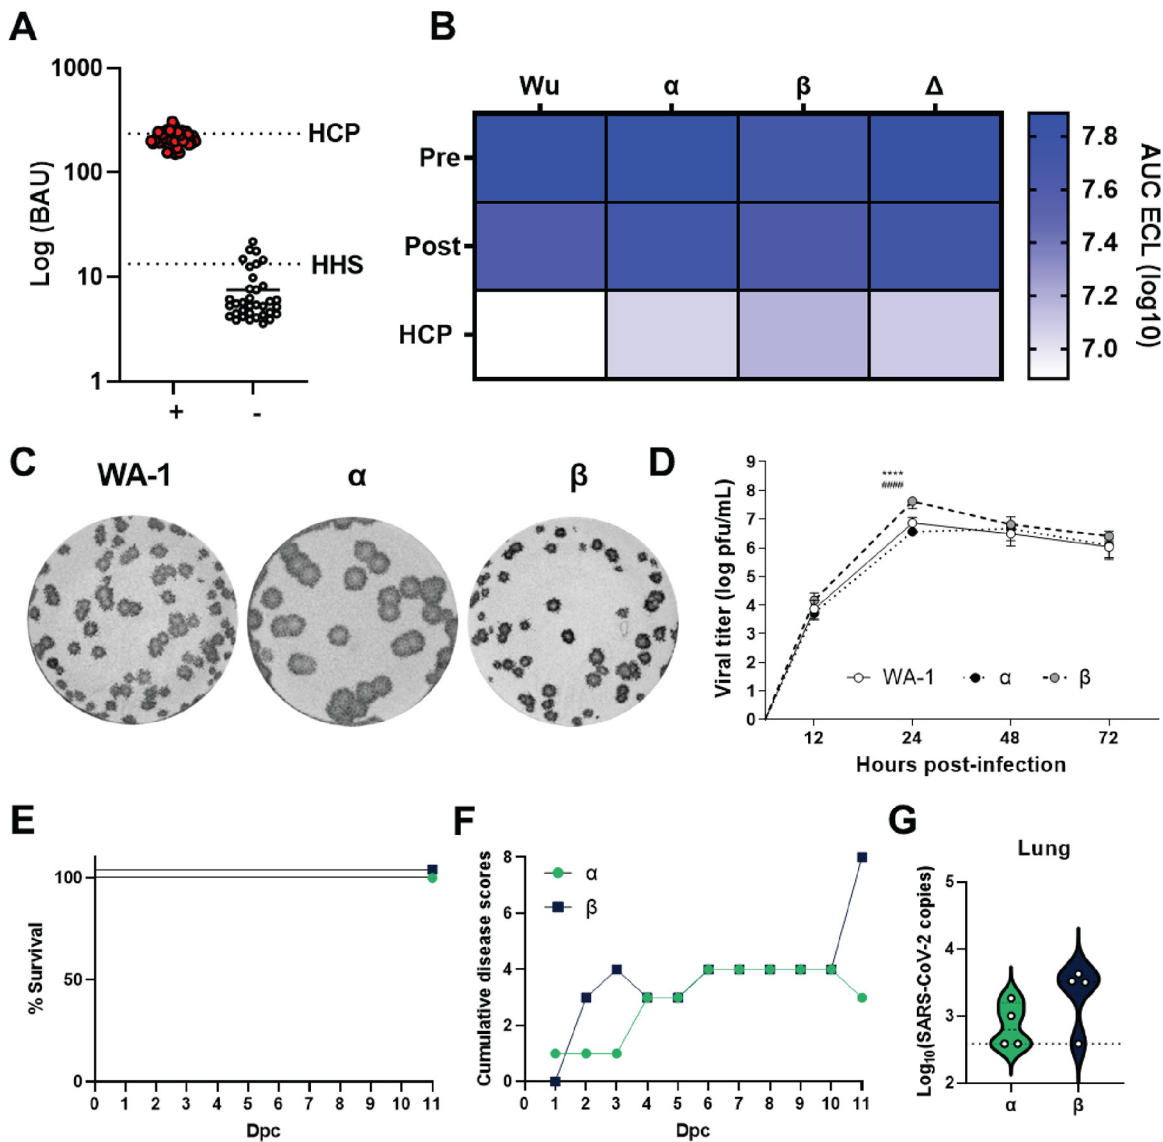 A
1000
100
10
1
Log (BAU)
HCP
HHS
+ -
B
Wu α β Δ
Pre
Post
HCP
7.8
7.6
7.4
7.2
7.0
AUC ECL (log10)
C
WA-1 α β
D
9
8
7
6
5
4
3
2
1
0
Viral titer (log pfu/mL)
****
####
WA-1 α β
12 24 48 72
Hours post-infection
E
100
50
0
% Survival
0 1 2 3 4 5 6 7 8 9 10 11
Dpc
F
8
6
4
2
0
Cumulative disease scores
α
β
0 1 2 3 4 5 6 7 8 9 10 11
Dpc
G
Lung
5
4
3
2
Log10(SARS-CoV-2 copies)
α β